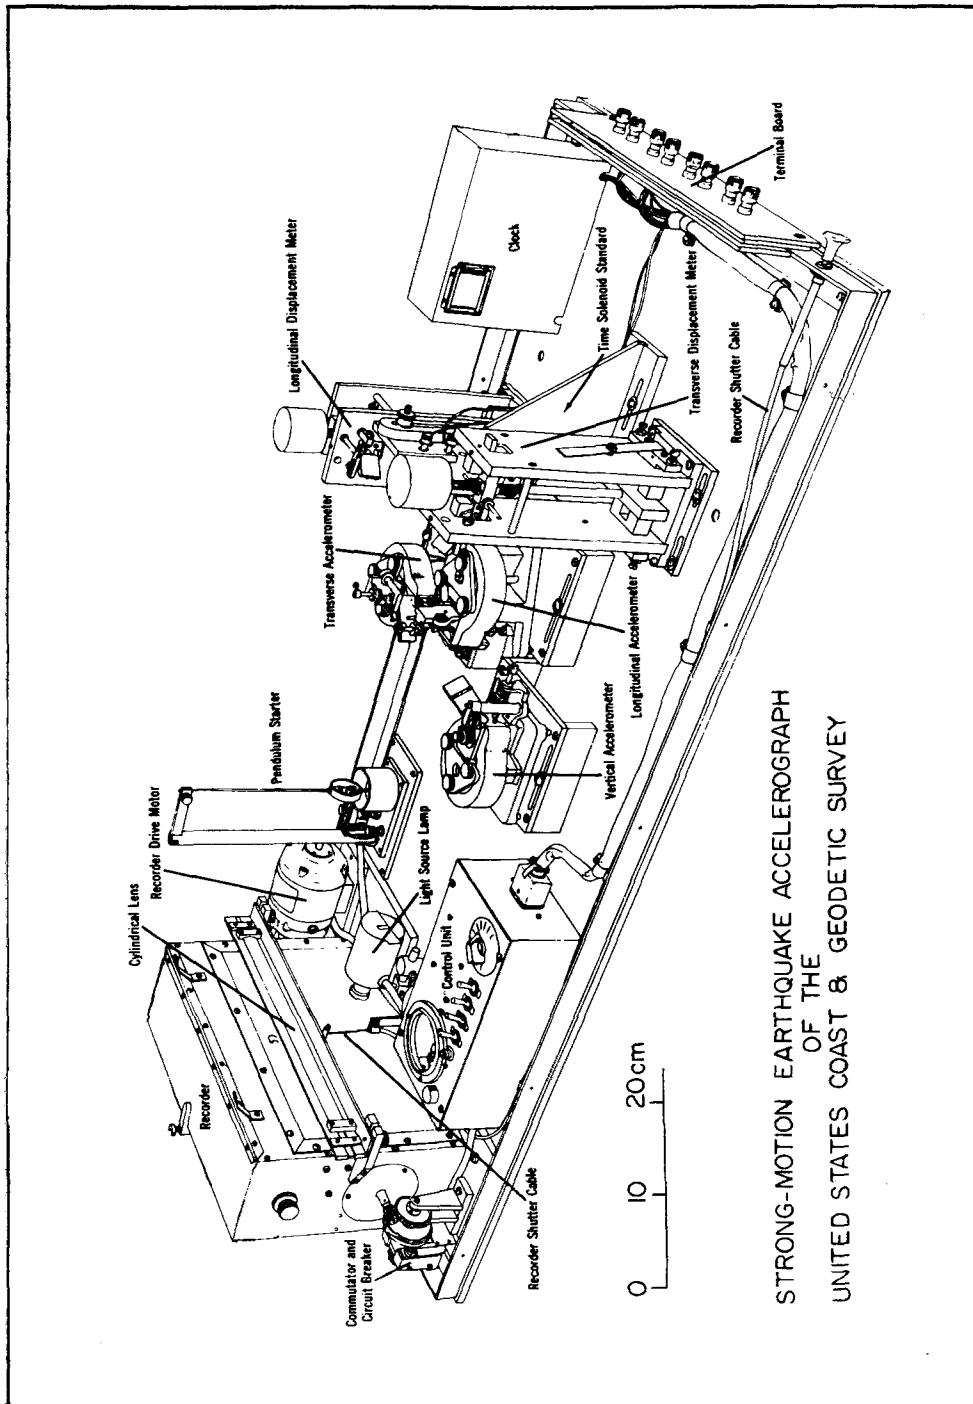 Recorder
Cylindrical Lens
Recorder Drive Motor
Pendulum Starter
Transverse Accelerometer
Longitudinal Displacement Meter
Clock
Commutator and
Circuit Breaker
Recorder Shutter Cable
Control Unit
Light Source Lamp
Vertical Accelerometer
Longitudinal Accelerometer
Time Solenoid Standard
Transverse Displacement Meter
Recorder Shutter Cable
Terminal Board
0 10 20cm
STRONG-MOTION EARTHQUAKE ACCELEROGRAPH
OF THE
UNITED STATES COAST & GEODETIC SURVEY